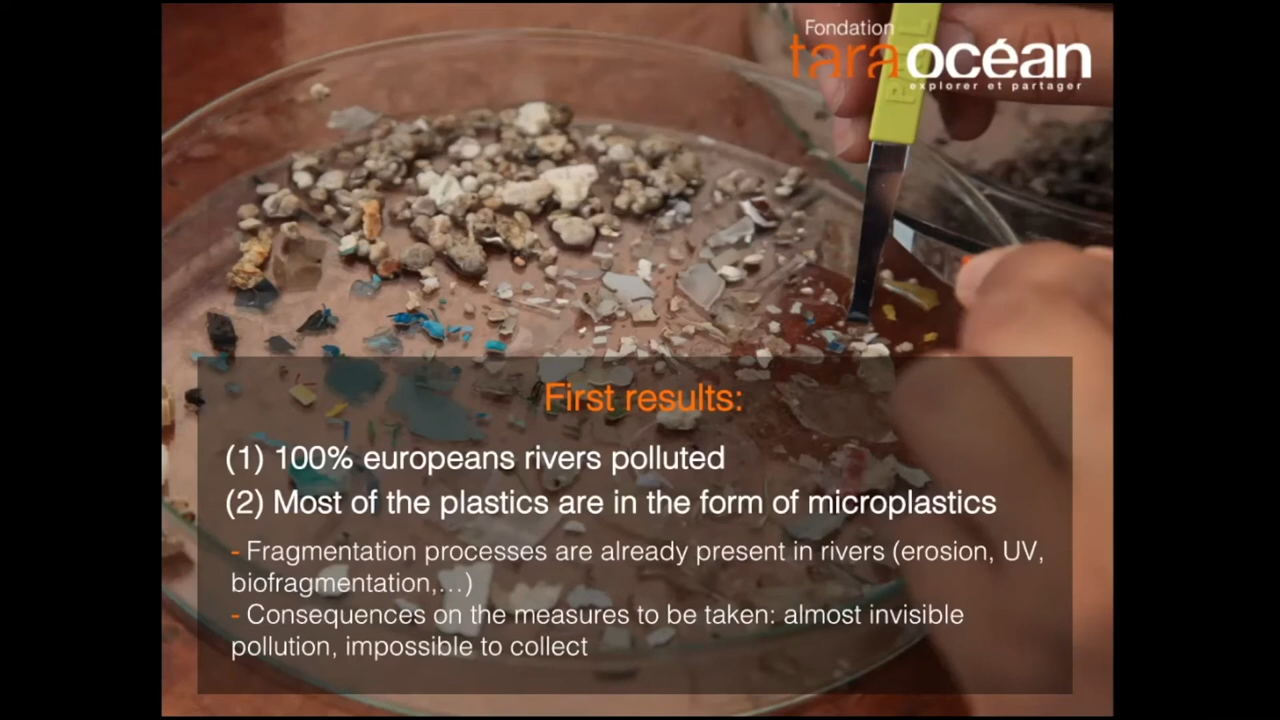 Fondation
tara océan
explorer et partager
First results:
(1) 100% europeans rivers polluted
(2) Most of the plastics are in the form of microplastics
- Fragmentation processes are already present in rivers (erosion, UV,
biofragmentation,...)
- Consequences on the measures to be taken: almost invisible
pollution, impossible to collect